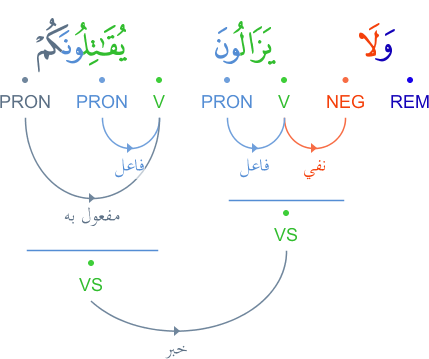 وَلَا يَزَالُونَ يُقَـٰتِلُونَكُمْ
PRON PRON V PRON V NEG REM
فاعل فاعل نفي
مفعول به
VS
VS
خبر